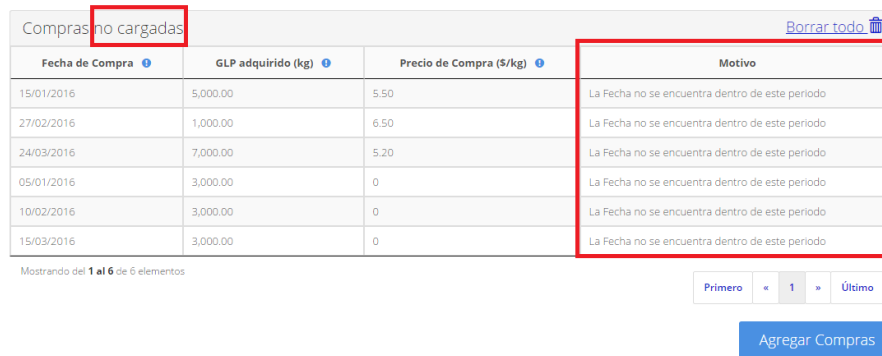 Compras no cargadas Borrar todo
Fecha de Compra GLP adquirido (kg) Precio de Compra ($/kg) Motivo
15/01/2016 5,000.00 5.50 La Fecha no se encuentra dentro de este periodo
27/02/2016 1,000.00 6.50 La Fecha no se encuentra dentro de este periodo
24/03/2016 7,000.00 5.20 La Fecha no se encuentra dentro de este periodo
05/01/2016 3,000.00 0 La Fecha no se encuentra dentro de este periodo
10/02/2016 3,000.00 0 La Fecha no se encuentra dentro de este periodo
15/03/2016 3,000.00 0 La Fecha no se encuentra dentro de este periodo
Mostrando del 1 al 6 de 6 elementos
Primero « 1 » Último
Agregar Compras